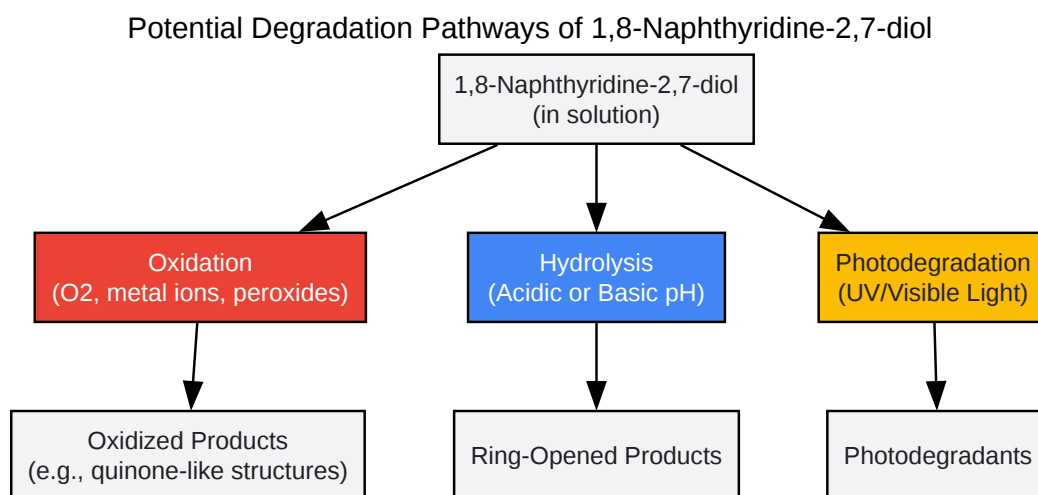 Potential Degradation Pathways of 1,8-Naphthyridine-2,7-diol
1,8-Naphthyridine-2,7-diol
(in solution)
Oxidation
(O2, metal ions, peroxides)
Hydrolysis
(Acidic or Basic pH)
Photodegradation
(UV/Visible Light)
Oxidized Products
(e.g., quinone-like structures)
Ring-Opened Products
Photodegradants